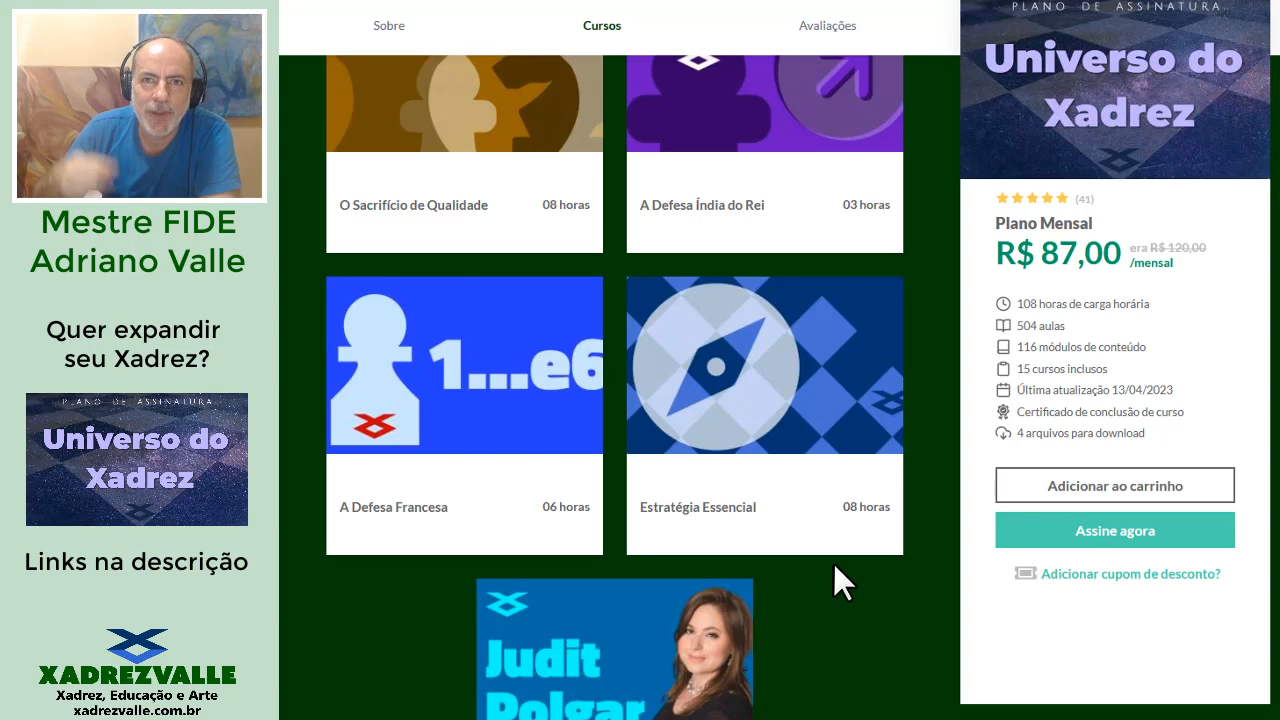 Mestre FIDE
Adriano Valle
Quer expandir
seu Xadrez?
PLANO DE ASSINATURA
Universo do
Xadrez
Links na descrição
XADREZVALLE
Xadrez, Educação e Arte
xadrezvalle.com.br
Sobre
Cursos
Avaliações
O Sacrifício de Qualidade
08 horas
A Defesa Índia do Rei
03 horas
1...e6
A Defesa Francesa
06 horas
Estratégia Essencial
08 horas
Judit
Polgar
PLANO DE ASSINATURA
Universo do
Xadrez
(41)
Plano Mensal
R$ 87,00
era R$ 120,00
/mensal
108 horas de carga horária
504 aulas
116 módulos de conteúdo
15 cursos inclusos
Última atualização 13/04/2023
Certificado de conclusão de curso
4 arquivos para download
Adicionar ao carrinho
Assine agora
Adicionar cupom de desconto?